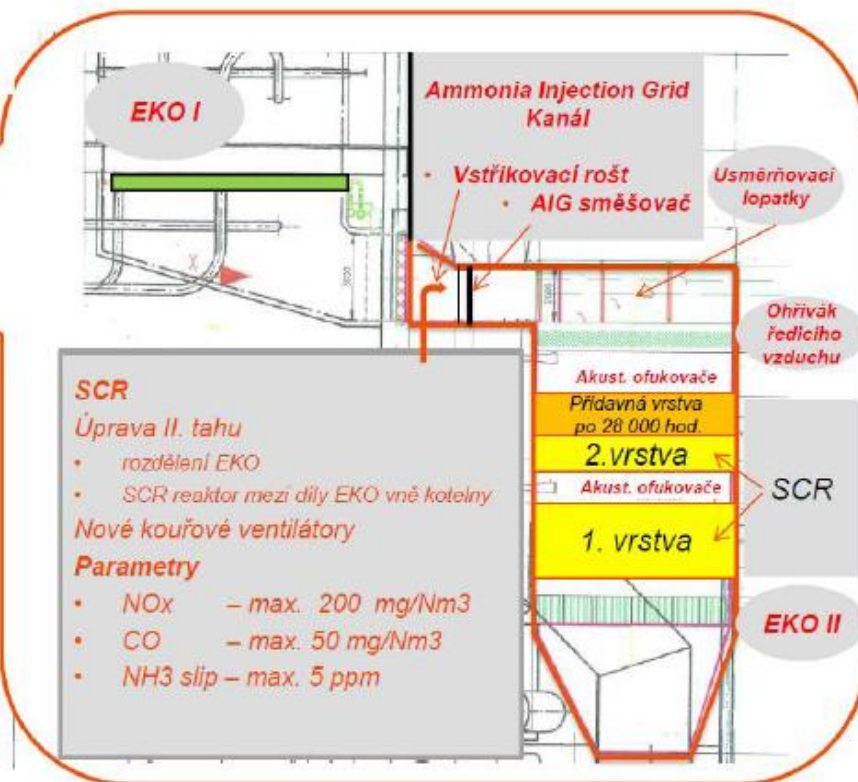 EKO I
Ammonia Injection Grid
Kanál
• Vstřikovací rošt
• AIG směšovač
Usměrňovací
lopatky
Ohřívák
ředicího
vzduchu
Akust. ofukovače
Přídavná vrstva
po 28 000 hod.
2.vrstva
Akust. ofukovače
1. vrstva
SCR
EKO II
SCR
Úprava II. tahu
• rozdělení EKO
• SCR reaktor mezi díly EKO vně kotelny
Nové kouřové ventilátory
Parametry
• NOx – max. 200 mg/Nm3
• CO – max. 50 mg/Nm3
• NH3 slip – max. 5 ppm